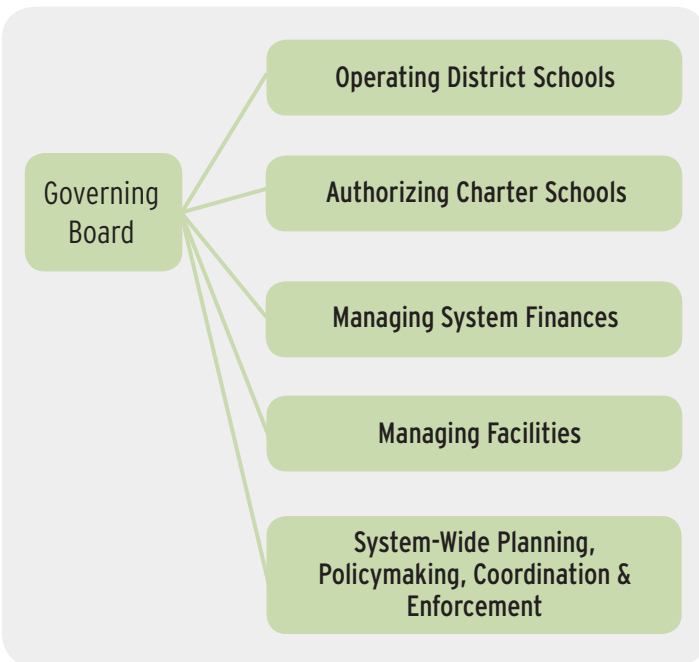 Governing
Board
Operating District Schools
Authorizing Charter Schools
Managing System Finances
Managing Facilities
System-Wide Planning,
Policymaking, Coordination &
Enforcement